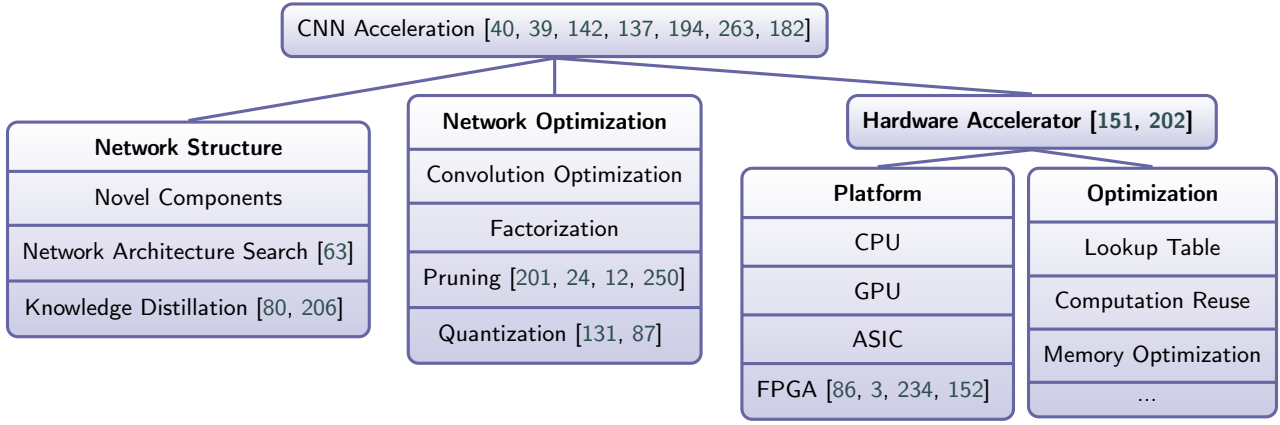 CNN Acceleration [40, 39, 142, 137, 194, 263, 182]
Network Structure
Novel Components
Network Architecture Search [63]
Knowledge Distillation [80, 206]
Network Optimization
Convolution Optimization
Factorization
Pruning [201, 24, 12, 250]
Quantization [131, 87]
Hardware Accelerator [151, 202]
Platform
CPU
GPU
ASIC
FPGA [86, 3, 234, 152]
Optimization
Lookup Table
Computation Reuse
Memory Optimization
...